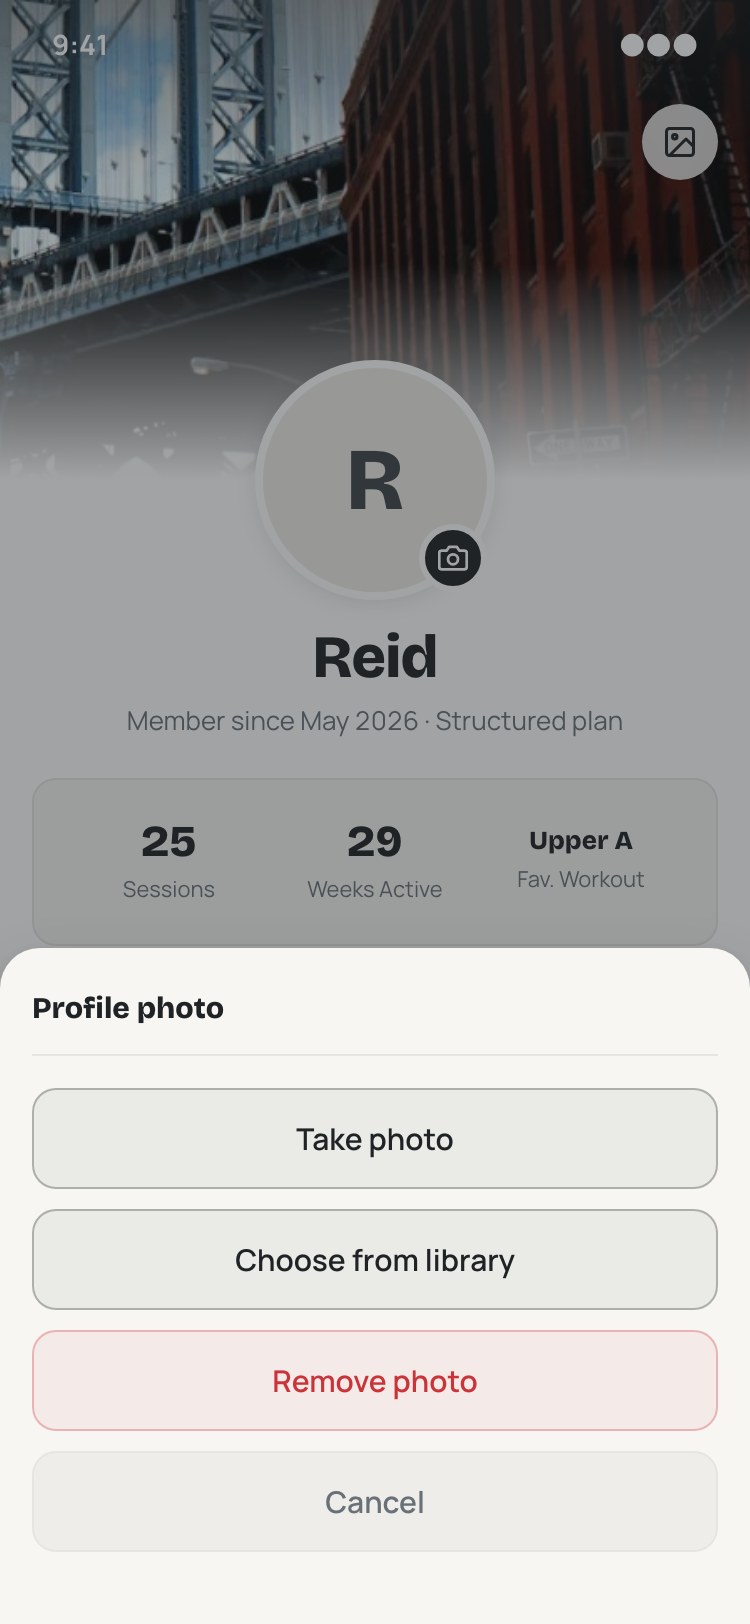 9:41
R
Reid
Member since May 2026 · Structured plan
25
29
Upper A
Sessions
Weeks Active
Fav. Workout
Profile photo
Take photo
Choose from library
Remove photo
Cancel